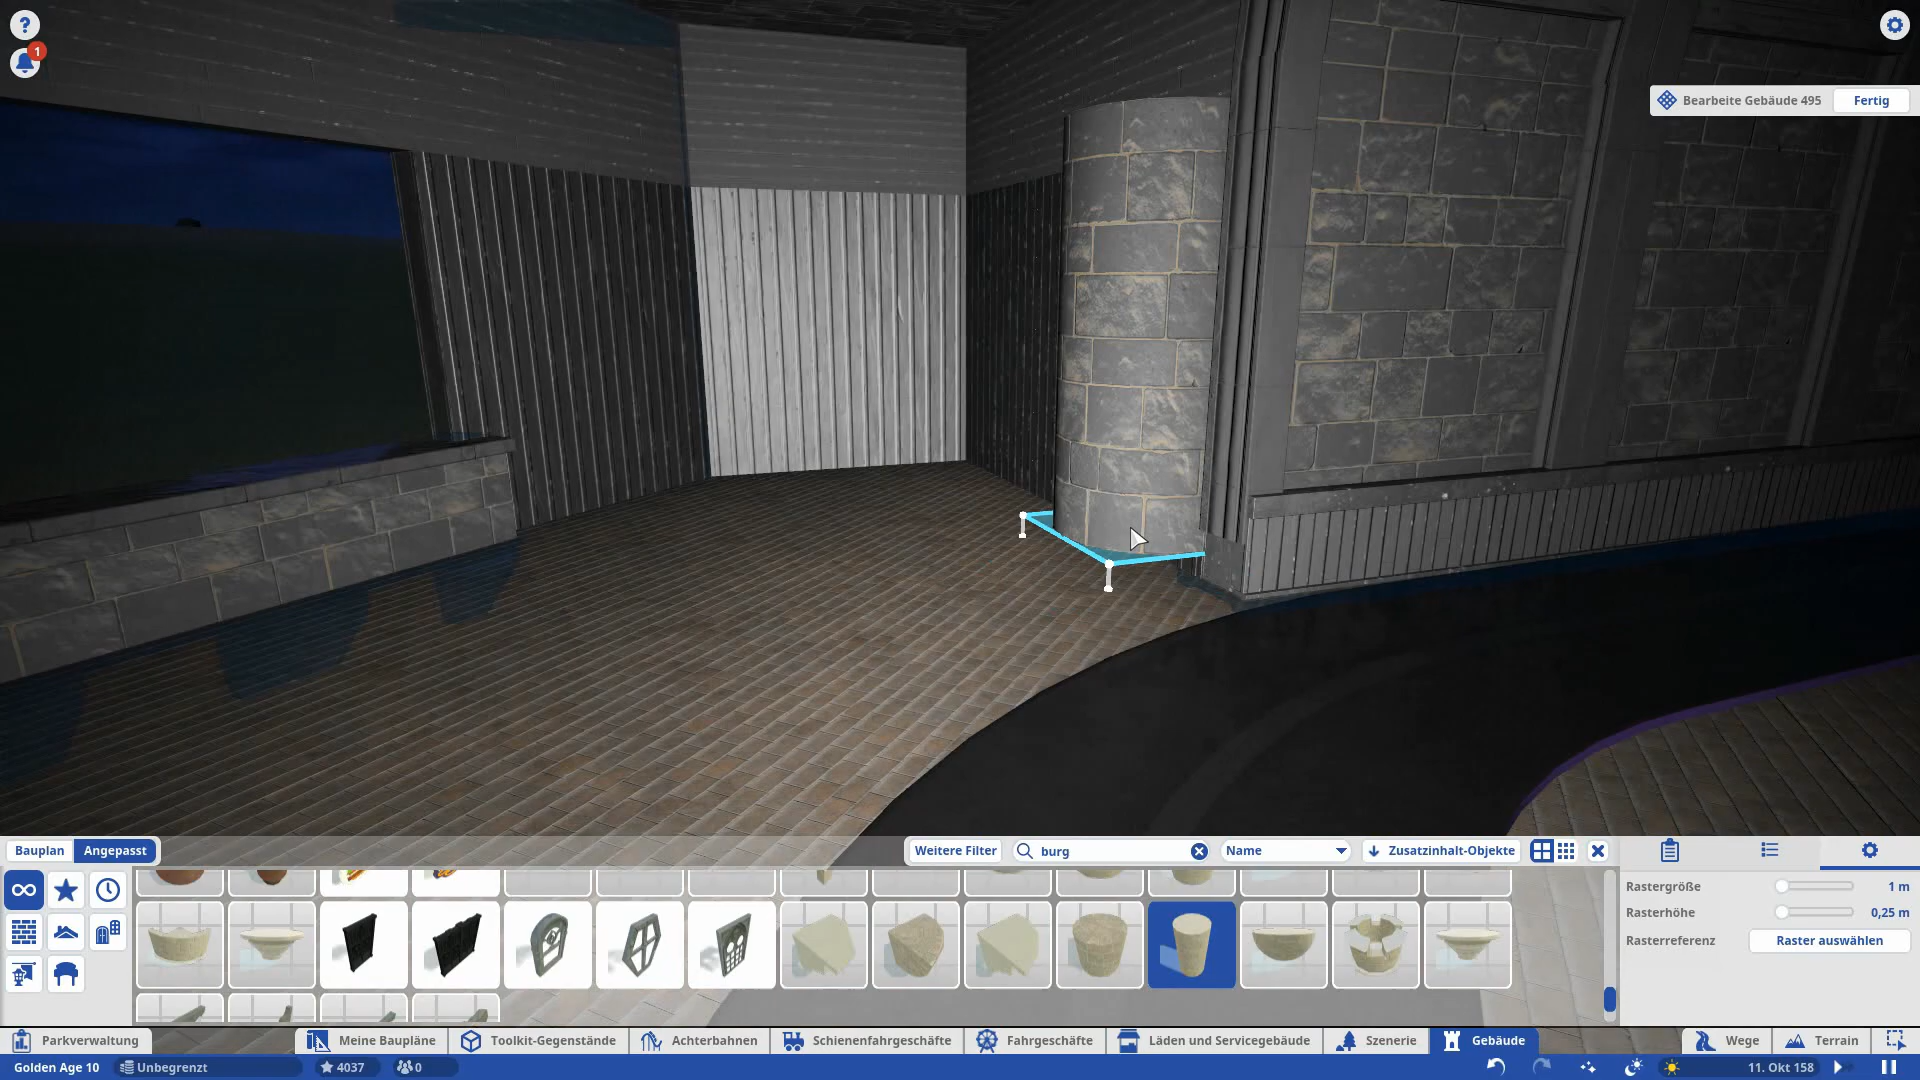 ?
1
Bearbeite Gebäude 495
Fertig
Bauplan
Angepasst
Weitere Filter
burg
Name
Zusatzinhalt-Objekte
Rastergröße
1 m
Rasterhöhe
0,25 m
Rasterreferenz
Raster auswählen
Parkverwaltung
Meine Baupläne
Toolkit-Gegenstände
Achterbahnen
Schienenfahrgeschäfte
Fahrgeschäfte
Läden und Servicegebäude
Szenerie
Gebäude
Wege
Terrain
Golden Age 10
Unbegrenzt
4037
0
11. Okt 158